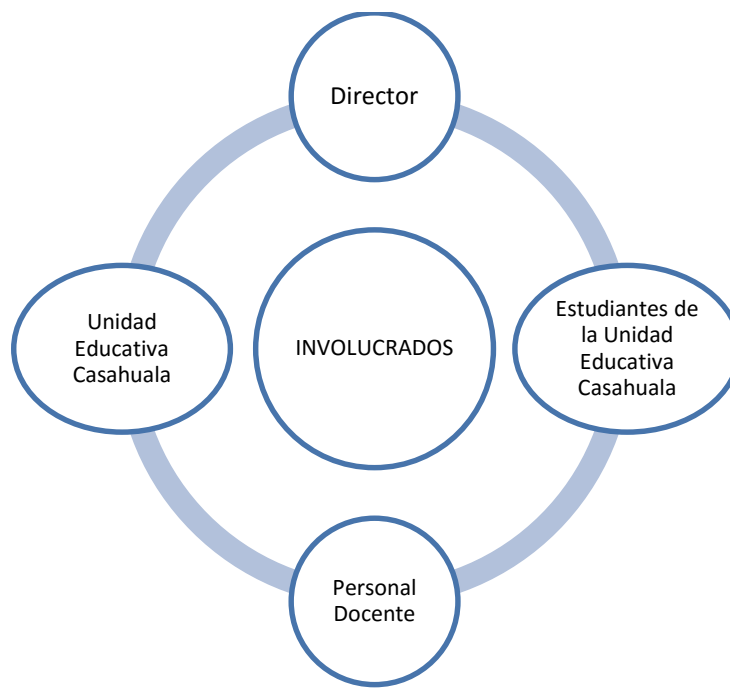 Director
Unidad
Educativa
Casahuala
INVOLUCRADOS
Estudiantes de
la Unidad
Educativa
Casahuala
Personal
Docente